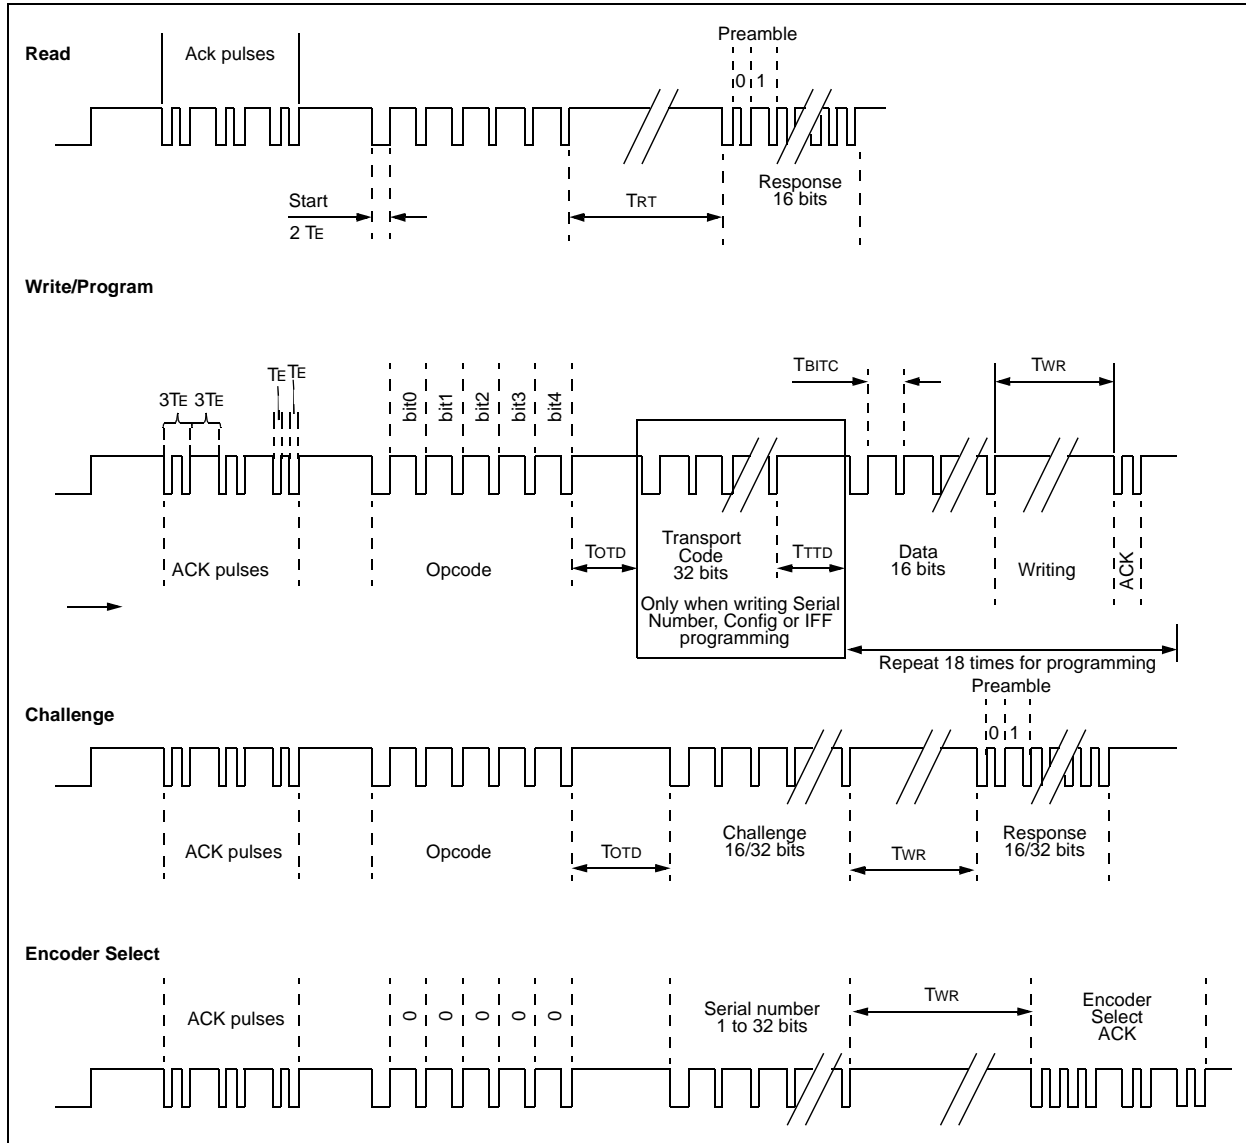 Preamble
Read
Ack pulses
0 1
Response
16 bits
Start
TRT
2 TE
Write/Program
TBITC
TWR
TE TE
3TE 3TE
bit0
bit1
bit2
bit3
bit4
ACK pulses
Opcode
TOTD
Transport
Code
32 bits
TTTD
Data
16 bits
Writing
ACK
Only when writing Serial
Number, Config or IFF
programming
Repeat 18 times for programming
Preamble
Challenge
0 1
ACK pulses
Opcode
TOTD
Challenge
16/32 bits
TWR
Response
16/32 bits
Encoder Select
ACK pulses
0 0 0 0 0
Serial number
1 to 32 bits
TWR
Encoder
Select
ACK